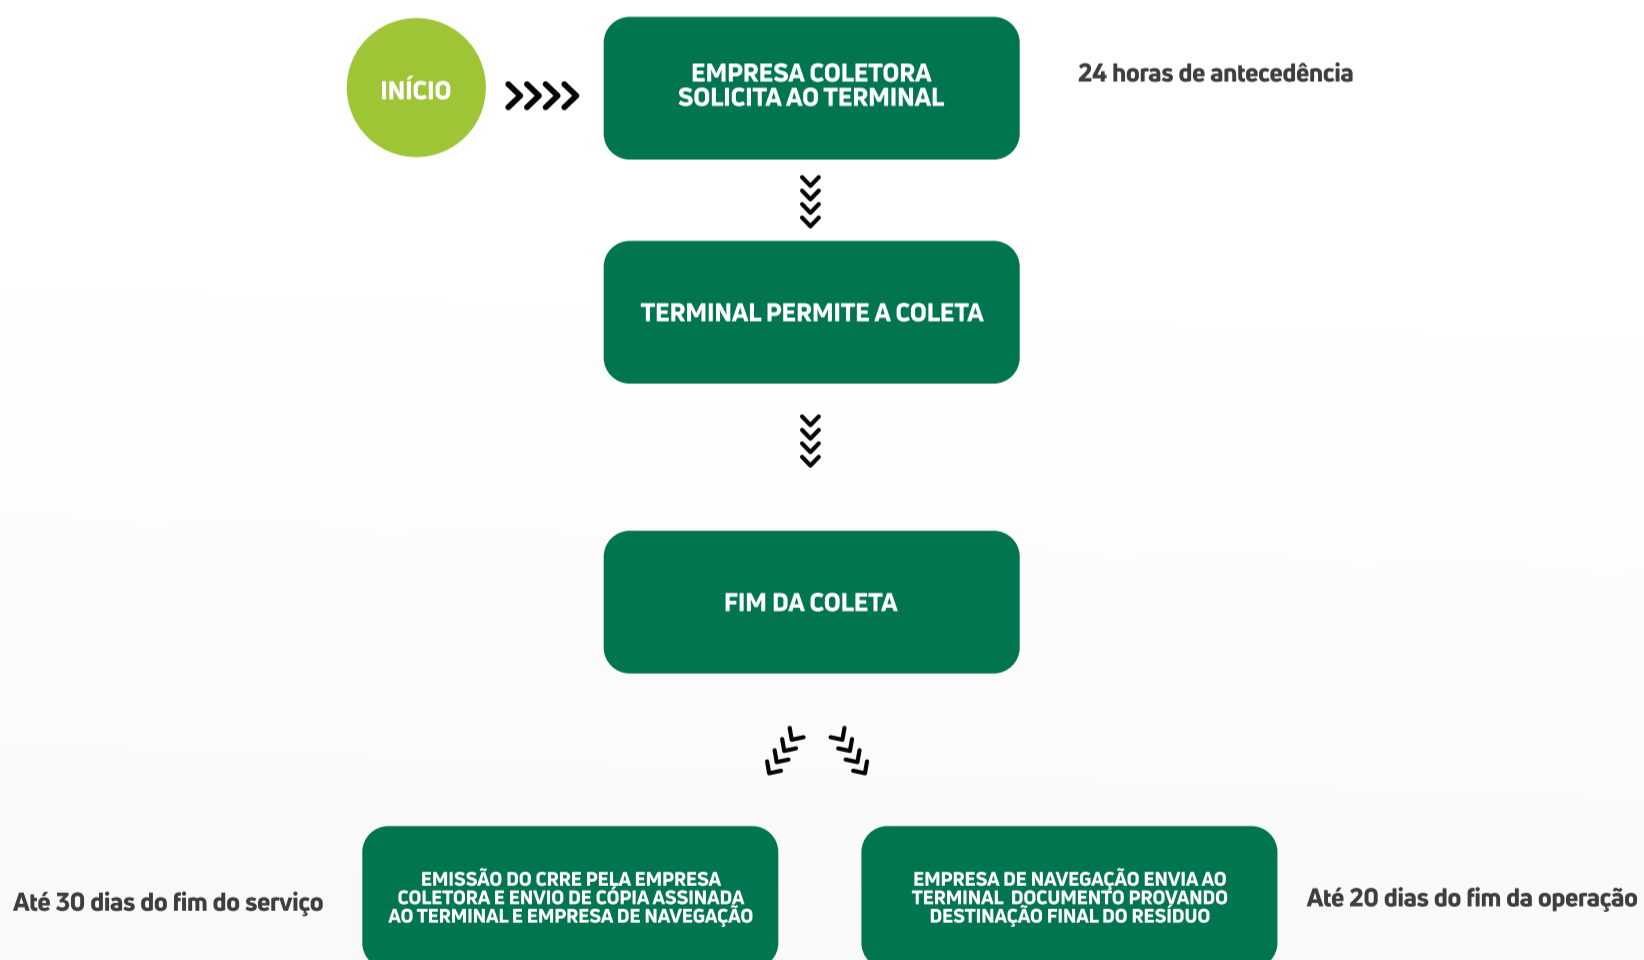 INÍCIO
EMPRESA COLETORA
SOLICITA AO TERMINAL
24 horas de antecedência
TERMINAL PERMITE A COLETA
FIM DA COLETA
Até 30 dias do fim do serviço
EMISSÃO DO CRRE PELA EMPRESA
COLETORA E ENVIO DE CÓPIA ASSINADA
AO TERMINAL E EMPRESA DE NAVEGAÇÃO
EMPRESA DE NAVEGAÇÃO ENVIA AO
TERMINAL DOCUMENTO PROVANDO
DESTINAÇÃO FINAL DO RESÍDUO
Até 20 dias do fim da operação